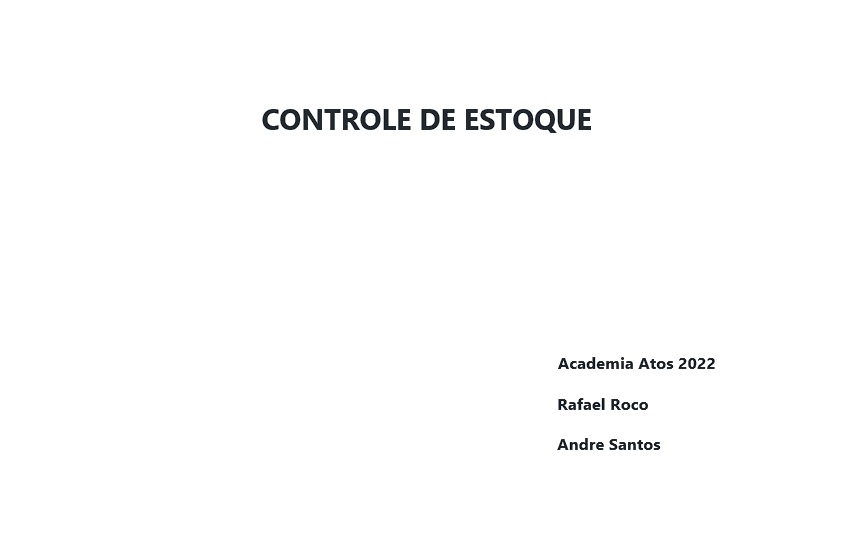 CONTROLE DE ESTOQUE
Academia Atos 2022
Rafael Roco
Andre Santos